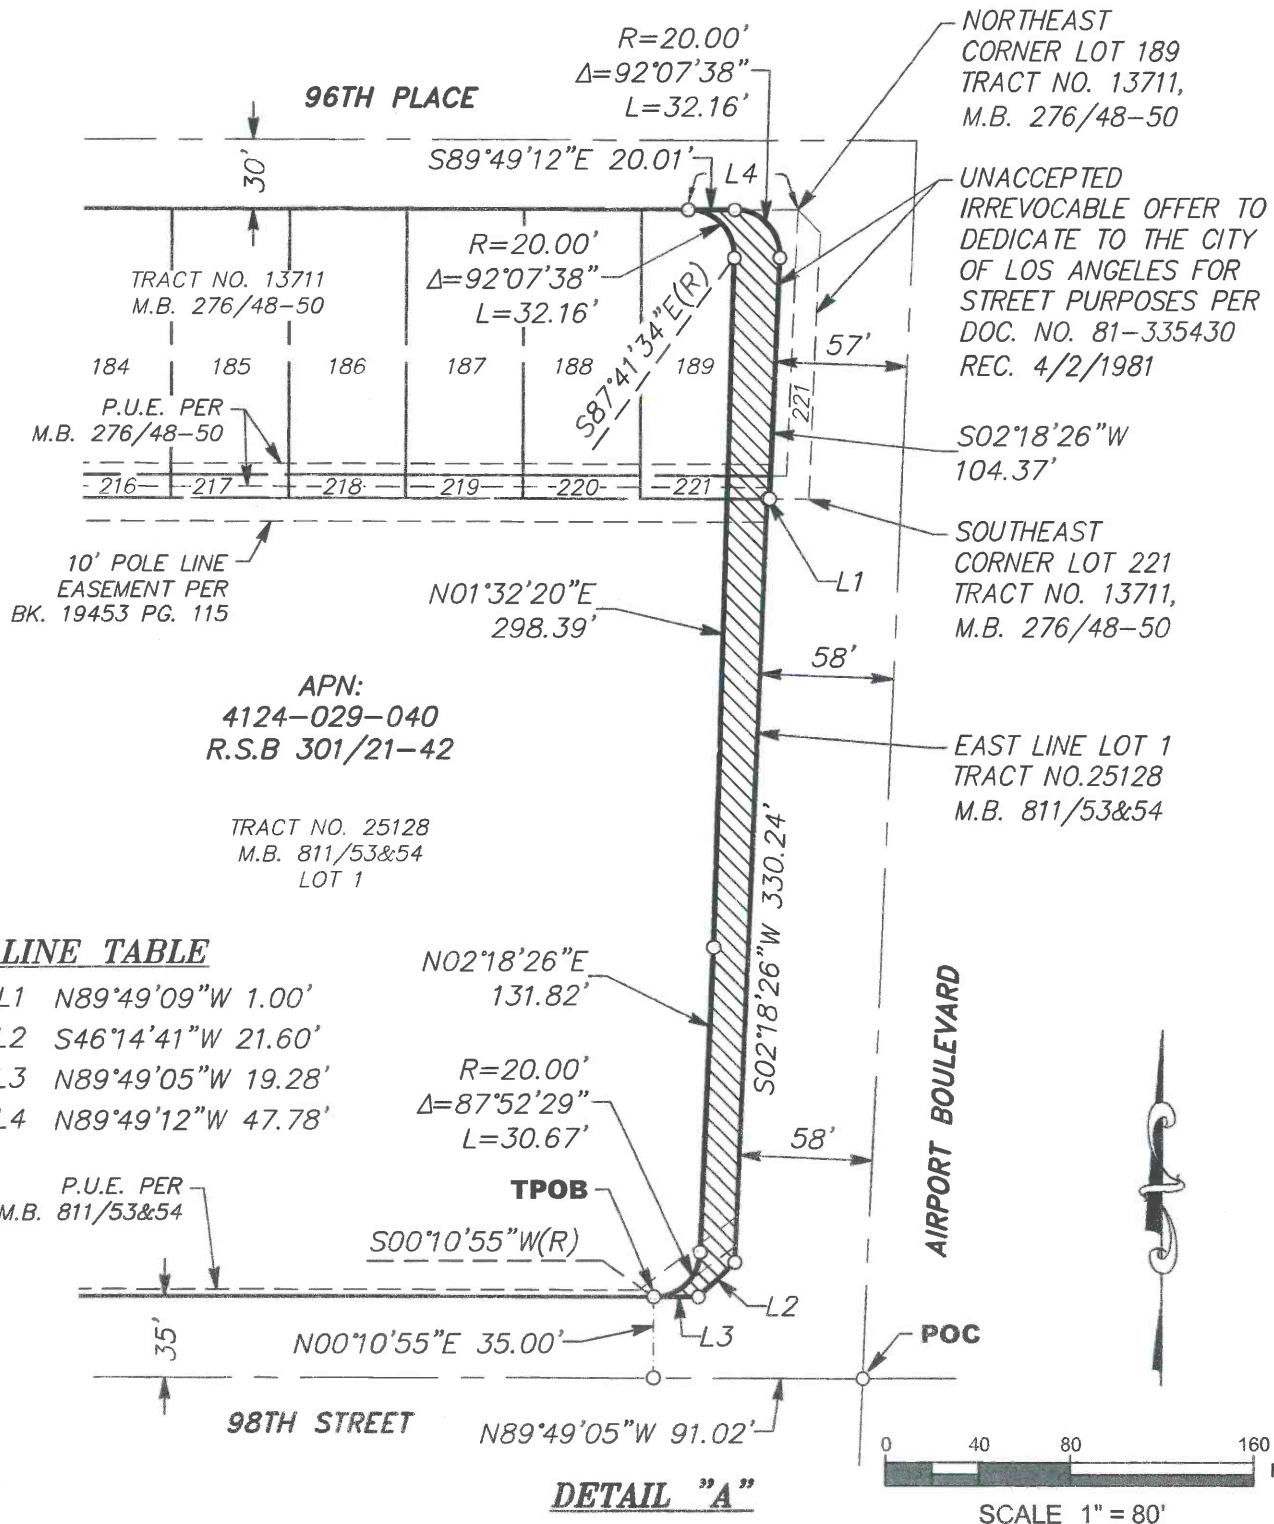 R=20.00'
Δ=92°07'38"
L=32.16'
NORTHEAST
CORNER LOT 189
TRACT NO. 13711,
M.B. 276/48-50
96TH PLACE
30'
S89°49'12"E 20.01'
L4
UNACCEPTED
IRREVOCABLE OFFER TO
DEDICATE TO THE CITY
OF LOS ANGELES FOR
STREET PURPOSES PER
DOC. NO. 81-335430
REC. 4/2/1981
R=20.00'
Δ=92°07'38"
L=32.16'
TRACT NO. 13711
M.B. 276/48-50
S87°41'34"E(R)
57'
184
185
186
187
188
189
221
P.U.E. PER
M.B. 276/48-50
S02°18'26"W
104.37'
216
217
218
219
220
221
SOUTHEAST
CORNER LOT 221
TRACT NO. 13711,
M.B. 276/48-50
10' POLE LINE
EASEMENT PER
BK. 19453 PG. 115
L1
N01°32'20"E
298.39'
58'
APN:
4124-029-040
R.S.B 301/21-42
EAST LINE LOT 1
TRACT NO.25128
M.B. 811/53&54
TRACT NO. 25128
M.B. 811/53&54
LOT 1
S02°18'26"W 330.24'
LINE TABLE
L1 N89°49'09"W 1.00'
L2 S46°14'41"W 21.60'
L3 N89°49'05"W 19.28'
L4 N89°49'12"W 47.78'
N02°18'26"E
131.82'
AIRPORT BOULEVARD
R=20.00'
Δ=87°52'29"
L=30.67'
58'
P.U.E. PER
M.B. 811/53&54
TPOB
S00°10'55"W(R)
L2
L3
35'
N00°10'55"E 35.00'
POC
98TH STREET
N89°49'05"W 91.02'
DETAIL "A"
0 40 80 160
SCALE 1" = 80'